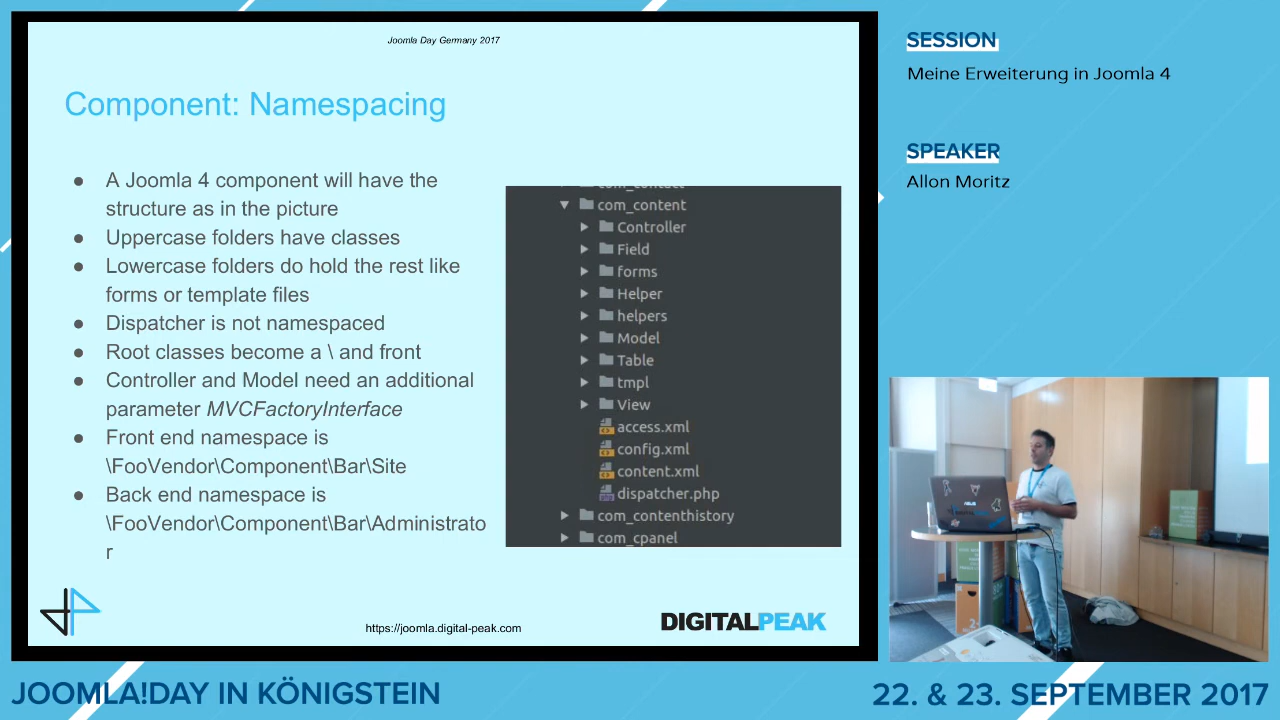 Joomla Day Germany 2017
Component: Namespacing
● A Joomla 4 component will have the
structure as in the picture
● Uppercase folders have classes
● Lowercase folders do hold the rest like
forms or template files
● Dispatcher is not namespaced
● Root classes become a \ and front
● Controller and Model need an additional
parameter MVCFactoryInterface
● Front end namespace is
\FooVendor\Component\Bar\Site
● Back end namespace is
\FooVendor\Component\Bar\Administrato
r
com_contact
com_content
Controller
Field
forms
Helper
helpers
Model
Table
tmpl
View
access.xml
config.xml
content.xml
dispatcher.php
com_contenthistory
com_cpanel
https://joomla.digital-peak.com
DIGITALPEAK
SESSION
Meine Erweiterung in Joomla 4
SPEAKER
Allon Moritz
ASUS
JOOMLA!DAY IN KÖNIGSTEIN
22. & 23. SEPTEMBER 2017